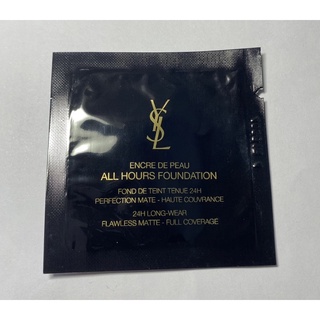 YSL
ENCRE DE PEAU
ALL HOURS FOUNDATION
FOND DE TEINT TENUE 24H
PERFECTION MATE - HAUTE COUVRANCE
24H LONG-WEAR
FLAWLESS MATTE - FULL COVERAGE